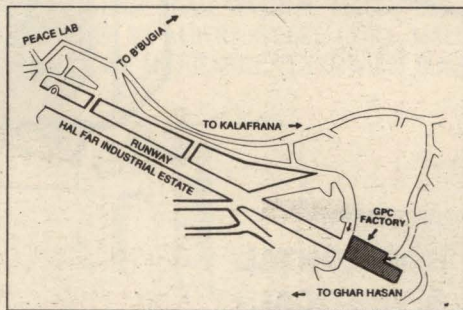 PEACE LAB
TO B'BUGIA
TO KALAFRANA
RUNWAY
HAL FAR INDUSTRIAL ESTATE
GPC
FACTORY
TO GHAR HASAN